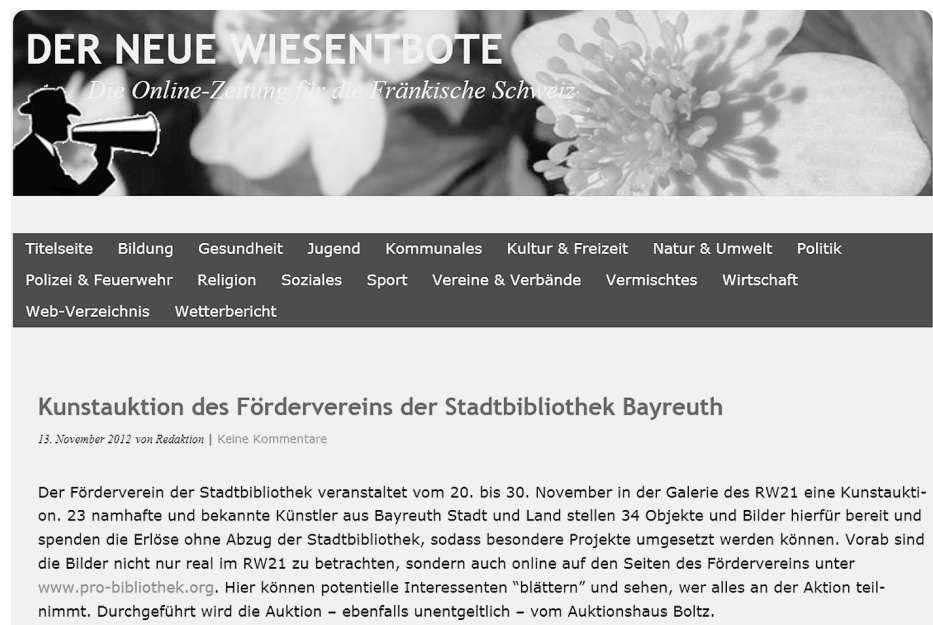 DER NEUE WIESENTBOTE
Die Online-Zeitung für die Fränkische Schweiz
Titelseite Bildung Gesundheit Jugend Kommunales Kultur & Freizeit Natur & Umwelt Politik
Polizei & Feuerwehr Religion Soziales Sport Vereine & Verbände Vermischtes Wirtschaft
Web-Verzeichnis Wetterbericht
Kunstauktion des Fördervereins der Stadtbibliothek Bayreuth
13. November 2012 von Redaktion | Keine Kommentare
Der Förderverein der Stadtbibliothek veranstaltet vom 20. bis 30. November in der Galerie des RW21 eine Kunstaukti-
on. 23 namhafte und bekannte Künstler aus Bayreuth Stadt und Land stellen 34 Objekte und Bilder hierfür bereit und
spenden die Erlöse ohne Abzug der Stadtbibliothek, sodass besondere Projekte umgesetzt werden können. Vorab sind
die Bilder nicht nur real im RW21 zu betrachten, sondern auch online auf den Seiten des Fördervereins unter
www.pro-bibliothek.org. Hier können potentielle Interessenten “blättern” und sehen, wer alles an der Aktion teil-
nimmt. Durchgeführt wird die Auktion – ebenfalls unentgeltlich – vom Auktionshaus Boltz.